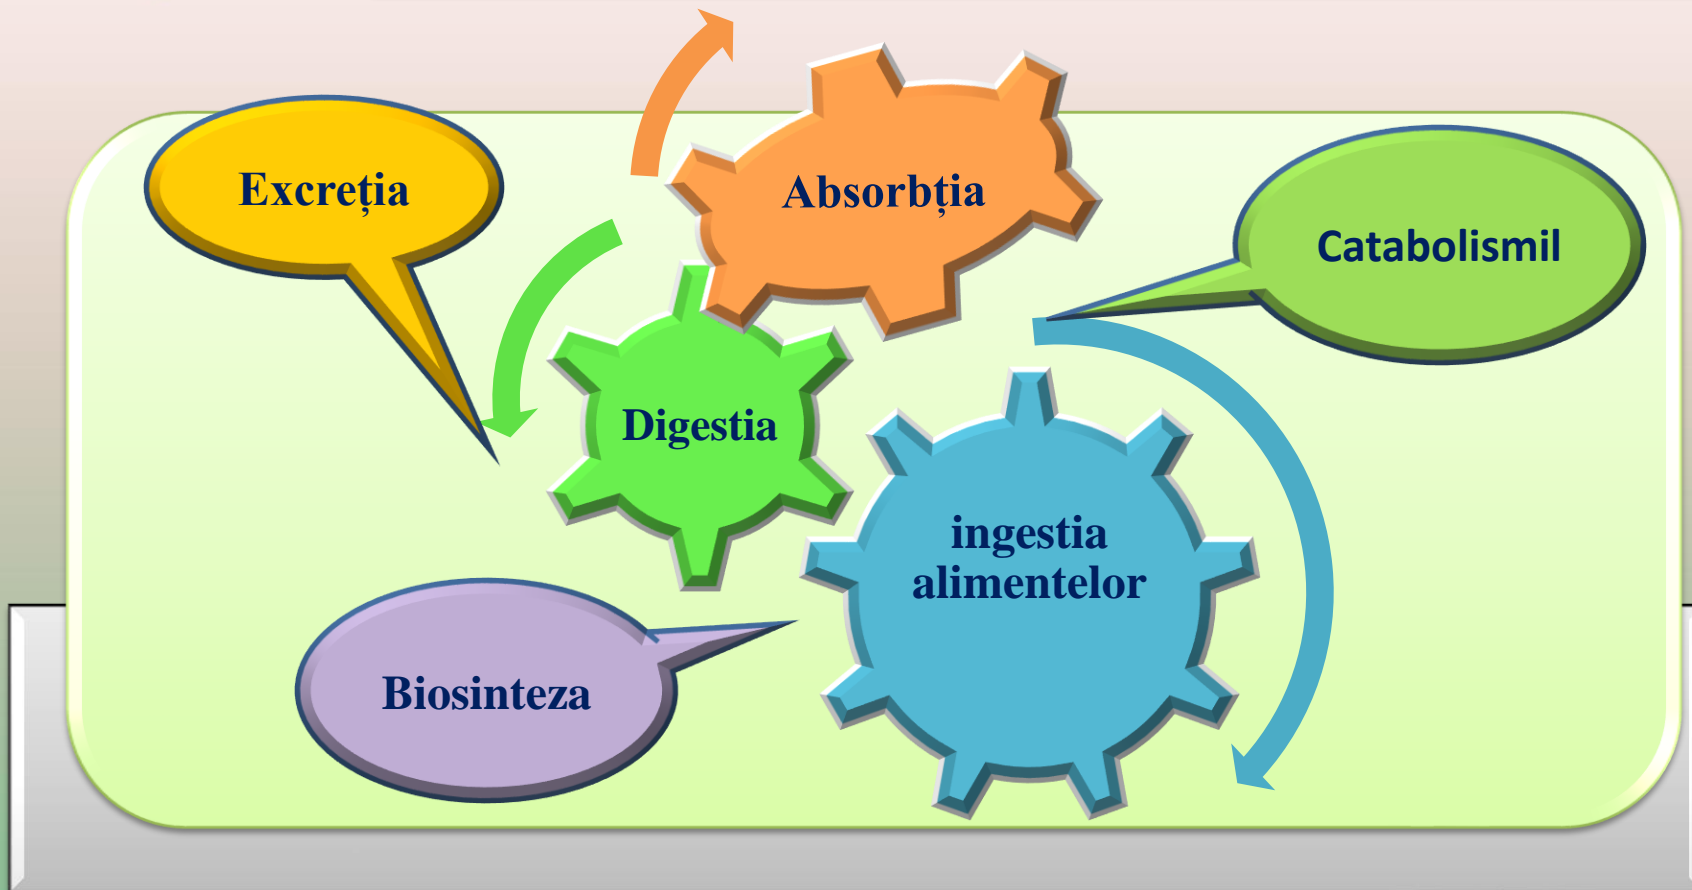 Excreția
Absorbția
Catabolismil
Digestia
ingestia
alimentelor
Biosinteza